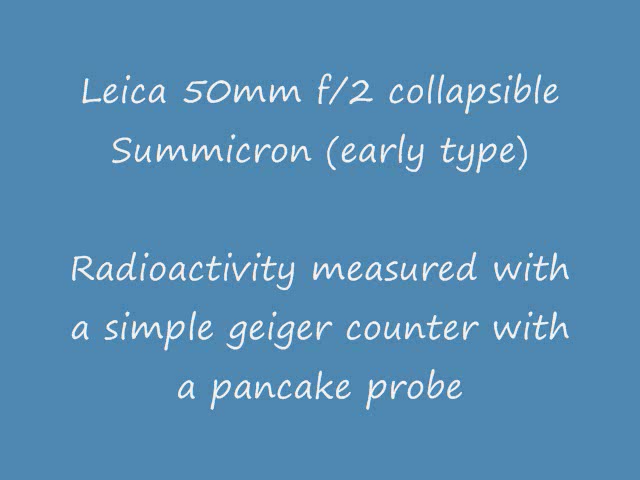 Leica 50mm f/2 collapsible
Summicron (early type)
Radioactivity measured with
a simple geiger counter with
a pancake probe